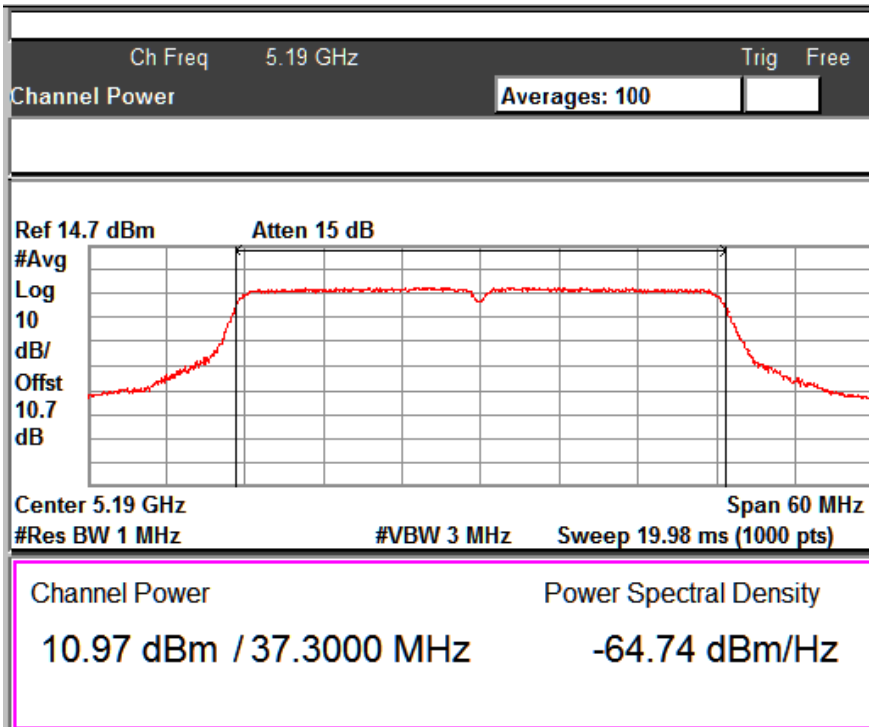 Ch Freq 5.19 GHz Trig Free
Channel Power Averages: 100
Ref 14.7 dBm Atten 15 dB
#Avg
Log
10
dB/
Offst
10.7
dB
Center 5.19 GHz Span 60 MHz
#Res BW 1 MHz #VBW 3 MHz Sweep 19.98 ms (1000 pts)
Channel Power Power Spectral Density
10.97 dBm / 37.3000 MHz -64.74 dBm/Hz